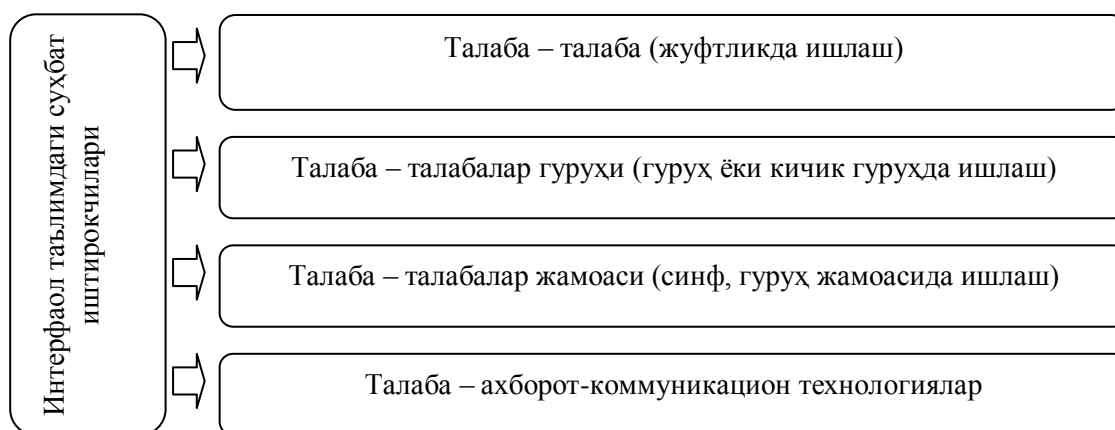 Интерфаол таълимдаги суҳбат
иштирокчилари
Талаба – талаба (жуфтликда ишлаш)
Талаба – талабалар гуруҳи (гуруҳ ёки кичик гуруҳда ишлаш)
Талаба – талабалар жамоаси (синф, гуруҳ жамоасида ишлаш)
Талаба – ахборот-коммуникацион технологиялар